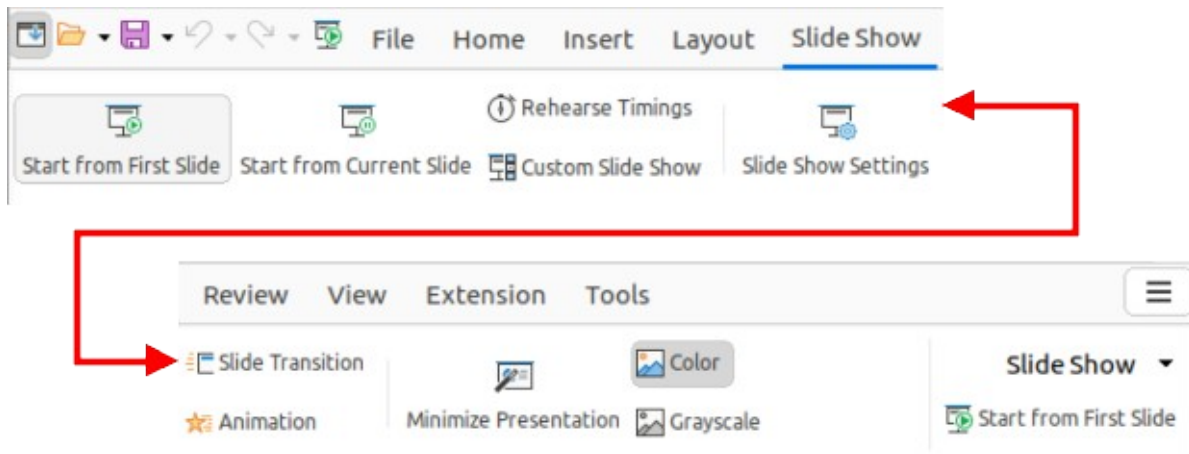 File Home Insert Layout Slide Show
Rehearse Timings
Start from First Slide Start from Current Slide Custom Slide Show Slide Show Settings
Review View Extension Tools
Slide Transition Color Slide Show
Animation Minimize Presentation Grayscale Start from First Slide